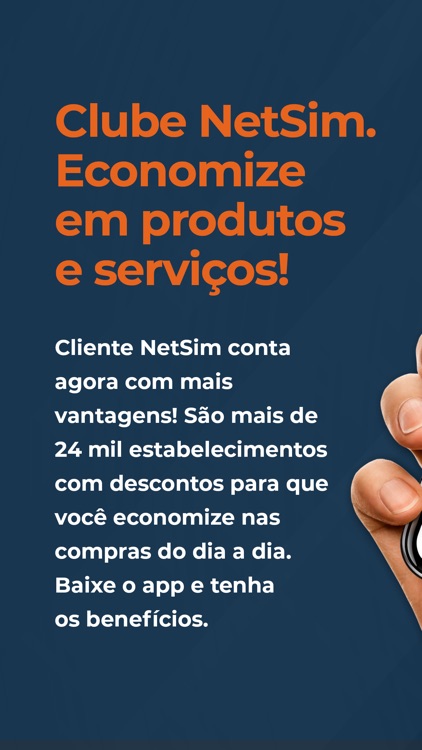 Clube NetSim.
Economize
em produtos
e serviços!
Cliente NetSim conta
agora com mais
vantagens! São mais de
24 mil estabelecimentos
com descontos para que
você economize nas
compras do dia a dia.
Baixe o app e tenha
os benefícios.